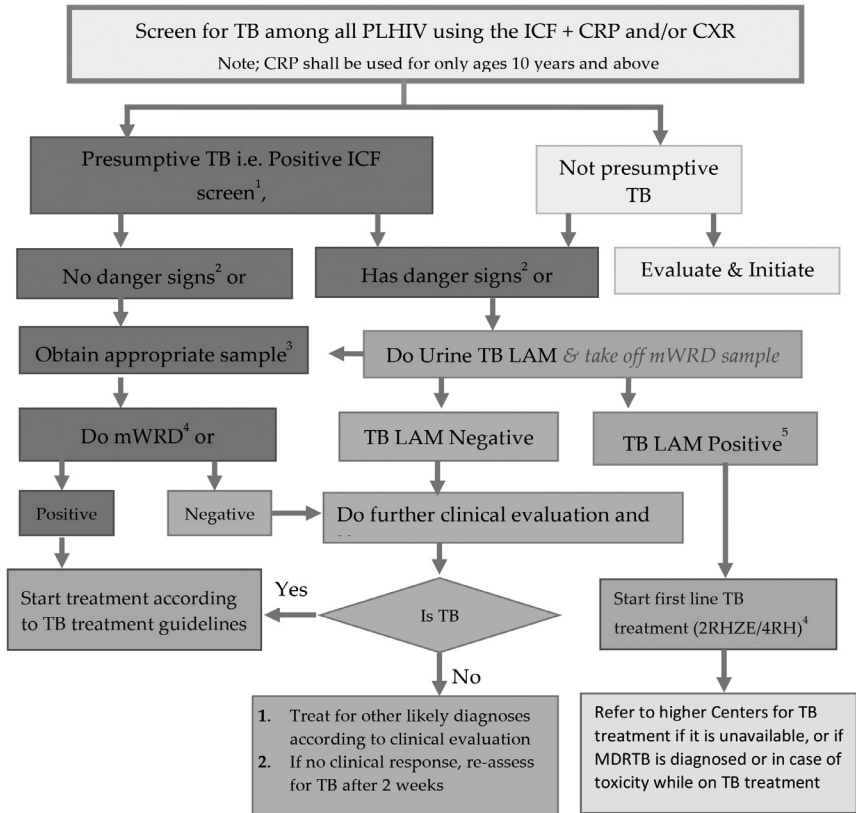 Screen for TB among all PLHIV using the ICF + CRP and/or CXR
Note; CRP shall be used for only ages 10 years and above
Presumptive TB i.e. Positive ICF
screen¹,
Not presumptive
TB
No danger signs² or
Has danger signs² or
Evaluate & Initiate
Obtain appropriate sample³
Do Urine TB LAM & take off mWRD sample
Do mWRD⁴ or
TB LAM Negative
TB LAM Positive⁵
Positive
Negative
Do further clinical evaluation and
Start treatment according
to TB treatment guidelines
Yes
Is TB
Start first line TB
treatment (2RHZE/4RH)⁴
No
1. Treat for other likely diagnoses
according to clinical evaluation
2. If no clinical response, re-assess
for TB after 2 weeks
Refer to higher Centers for TB
treatment if it is unavailable, or if
MDRTB is diagnosed or in case of
toxicity while on TB treatment